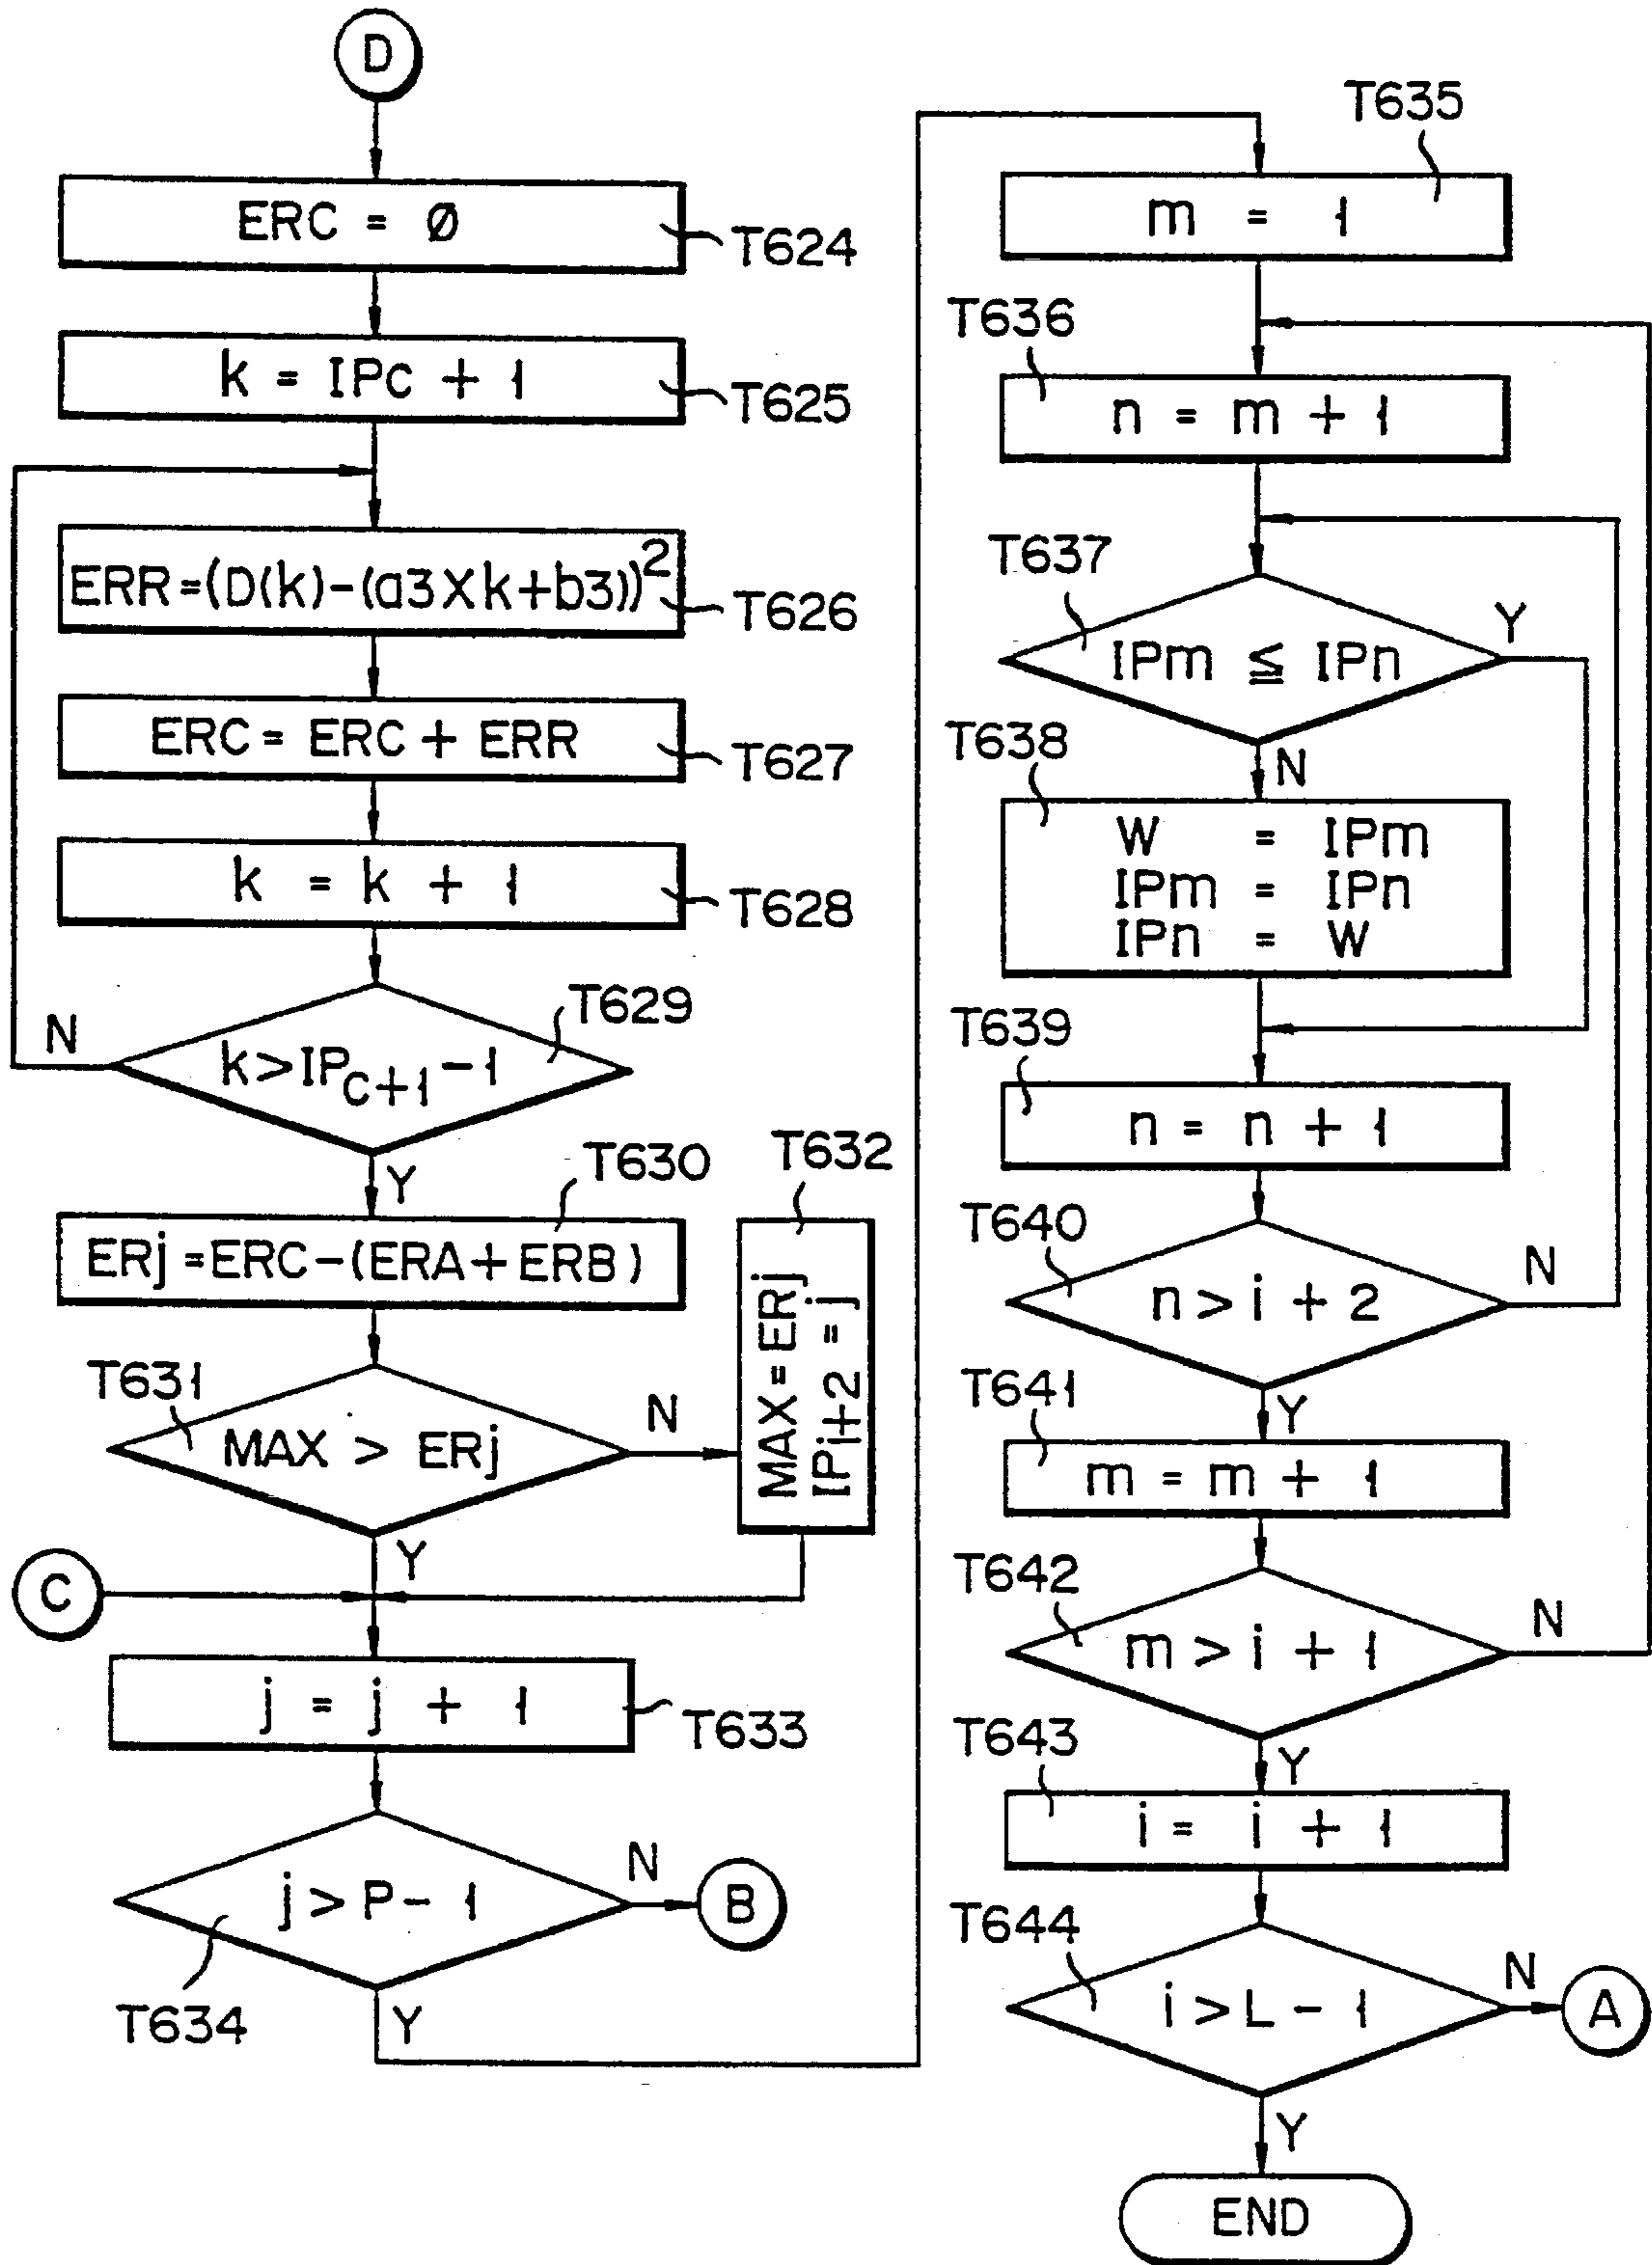 D
ERC = Ø
T624
k = IPc + 1
T625
ERR=(D(k)-(a3×k+b3))²
T626
ERC = ERC + ERR
T627
k = k + 1
T628
T629
N
k>IPC+1-1
Y
T630
ERj=ERC-(ERA+ERB)
T632
MAX=ERj
IPi+2 = j
T631
MAX > ERj
N
Y
C
j = j + 1
T633
j > P - 1
N
B
T634
Y
T635
m = 1
T636
n = m + 1
T637
IPm ≦ IPn
Y
T638
N
W = IPm
IPm = IPn
IPn = W
T639
n = n + 1
T640
n > i + 2
N
T641
Y
m = m + 1
T642
m > i + 1
N
T643
Y
i = i + 1
T644
i > L - 1
N
A
Y
END